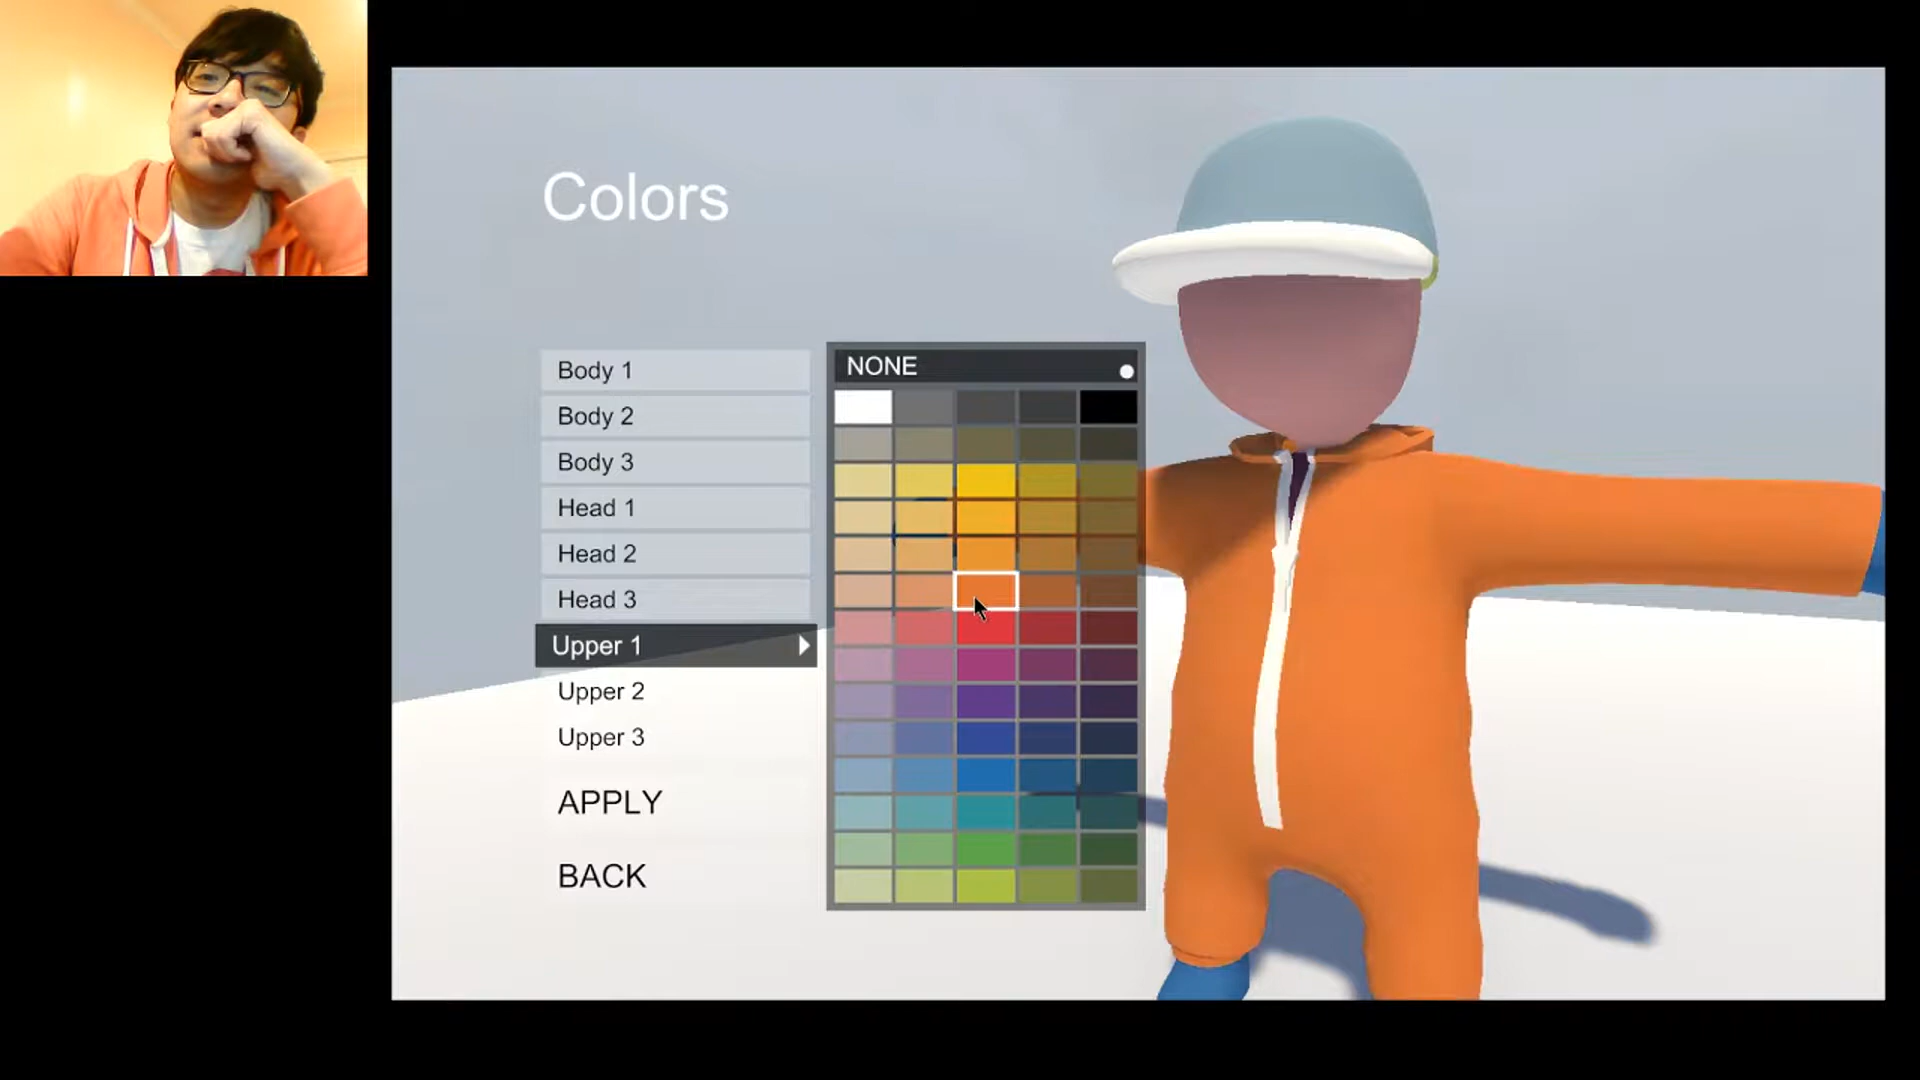 Colors
Body 1
Body 2
Body 3
Head 1
Head 2
Head 3
Upper 1
Upper 2
Upper 3
APPLY
BACK
NONE